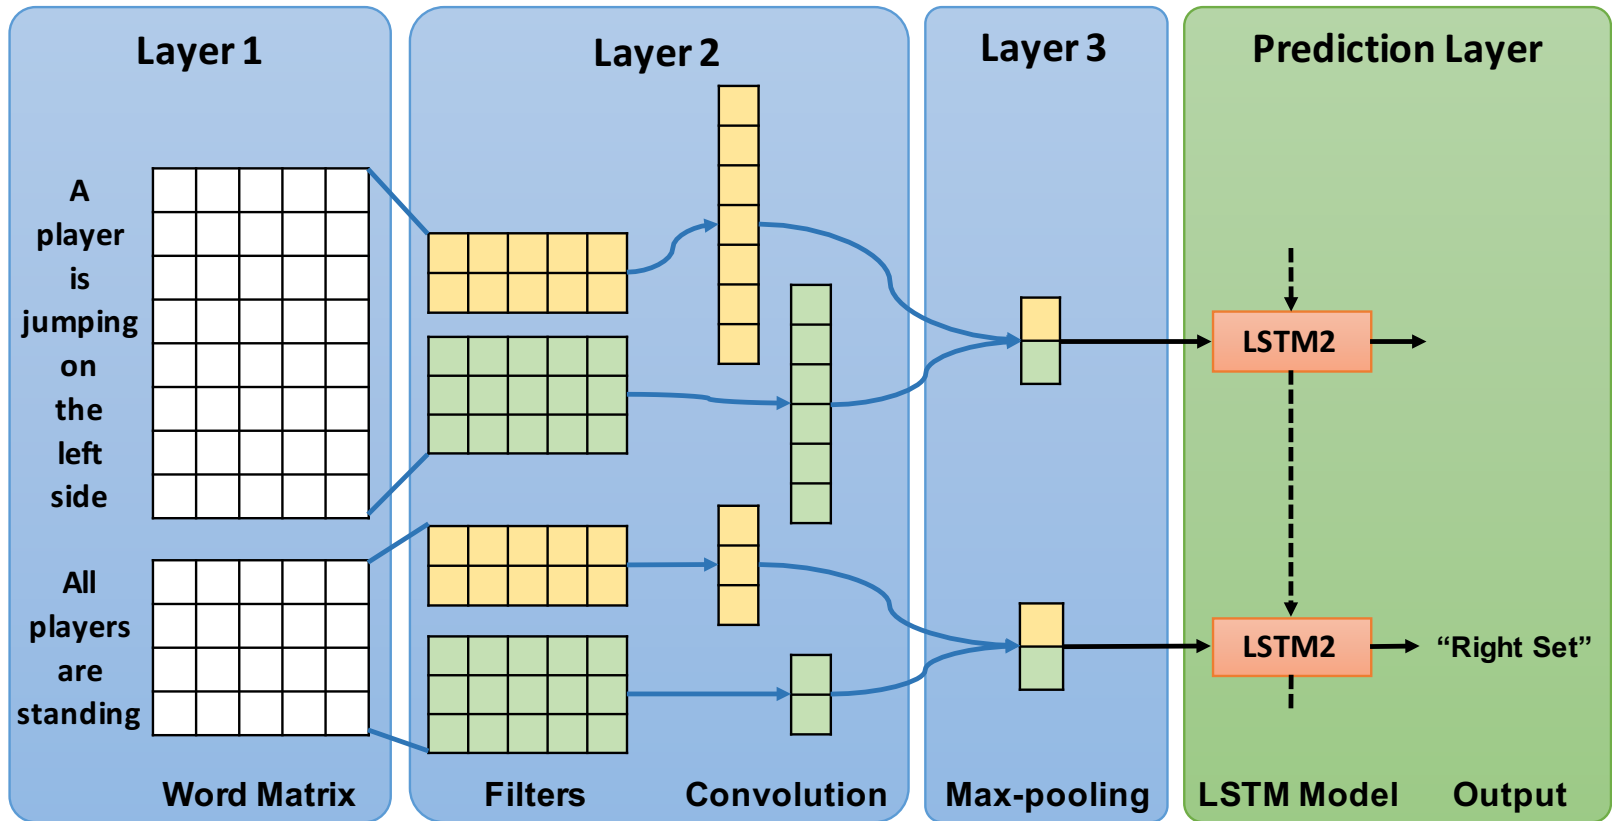 Layer 1
Layer 2
Layer 3
Prediction Layer
A
player
is
jumping
on
the
left
side
All
players
are
standing
LSTM2
LSTM2
“Right Set”
Word Matrix
Filters
Convolution
Max-pooling
LSTM Model
Output